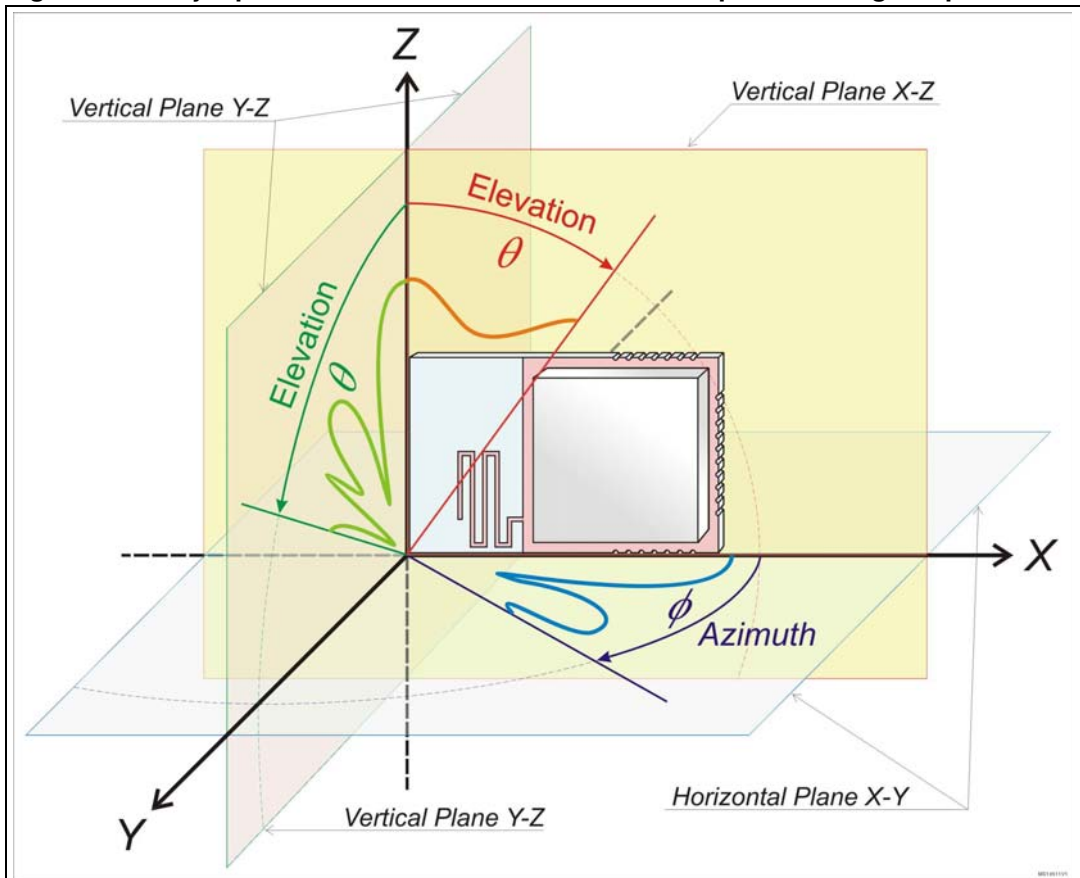 Z
Vertical Plane Y-Z
Vertical Plane X-Z
Elevation
θ
Elevation
θ
X
ϕ
Azimuth
Y
Vertical Plane Y-Z
Horizontal Plane X-Y